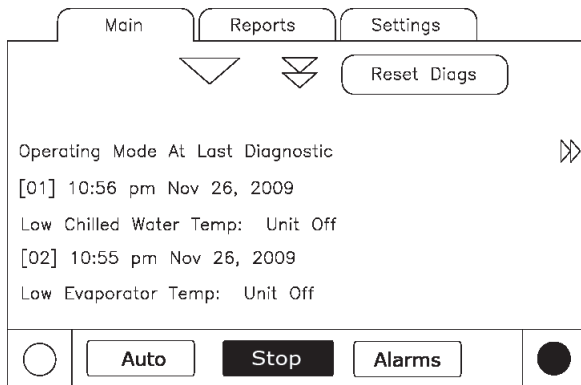 Main Reports Settings
Reset Diags
Operating Mode At Last Diagnostic
[01] 10:56 pm Nov 26, 2009
Low Chilled Water Temp: Unit Off
[02] 10:55 pm Nov 26, 2009
Low Evaporator Temp: Unit Off
Auto Stop Alarms